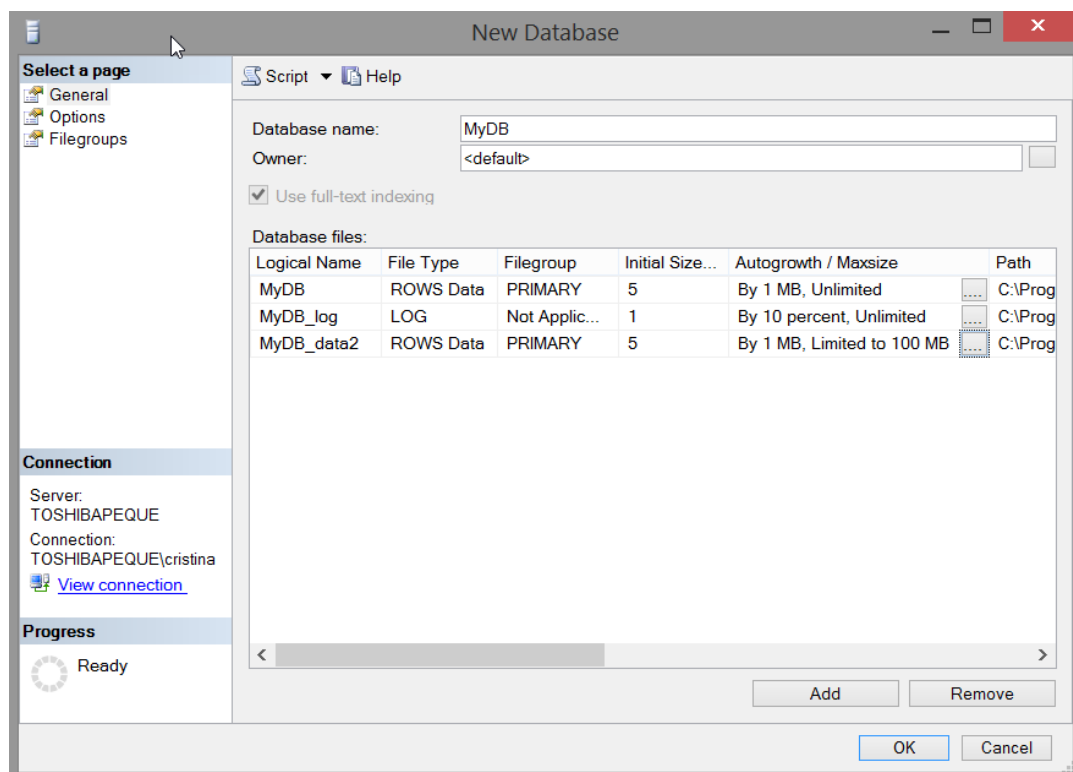 New Database
Select a page
General
Options
Filegroups
Script Help
Database name: MyDB
Owner: <default>
Use full-text indexing
Database files:
Logical Name File Type Filegroup Initial Size... Autogrowth / Maxsize Path
MyDB ROWS Data PRIMARY 5 By 1 MB, Unlimited .... C:\Prog
MyDB_log LOG Not Applic... 1 By 10 percent, Unlimited .... C:\Prog
MyDB_data2 ROWS Data PRIMARY 5 By 1 MB, Limited to 100 MB .... C:\Prog
Connection
Server:
TOSHIBAPEQUE
Connection:
TOSHIBAPEQUE\cristina
View connection
Progress
Ready
Add Remove
OK Cancel